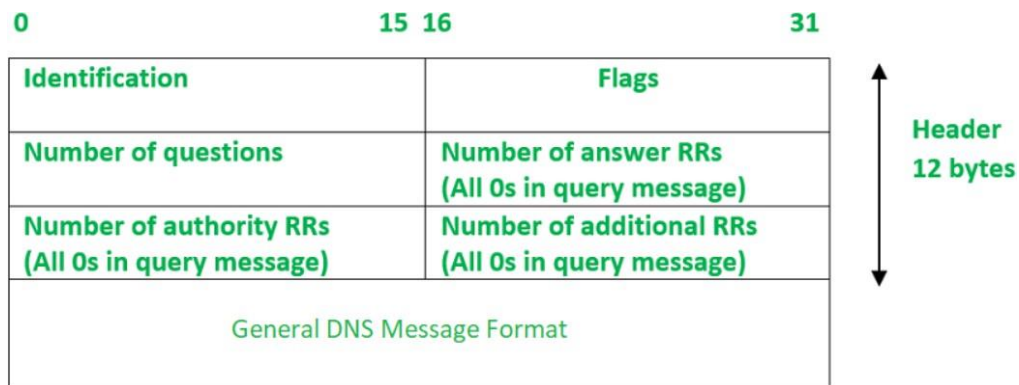 0 15 16 31
Identification Flags
Number of questions Number of answer RRs
(All 0s in query message)
Number of authority RRs Number of additional RRs
(All 0s in query message) (All 0s in query message)
General DNS Message Format
Header
12 bytes